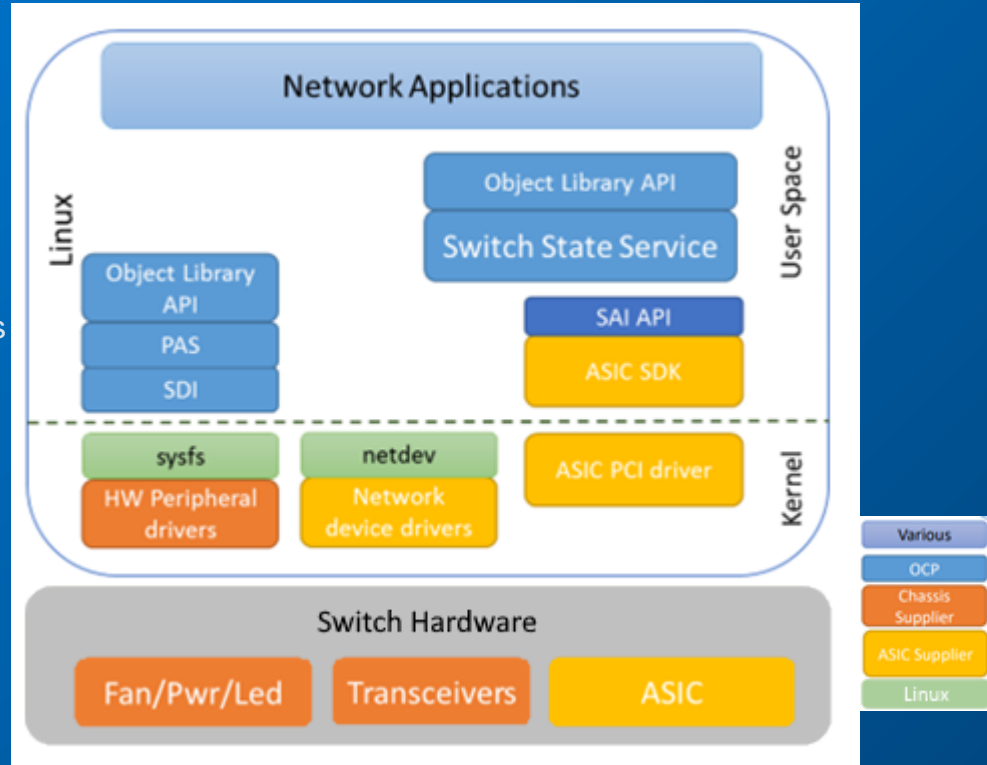 Network Applications
Linux
User Space
Object Library API
Switch State Service
Object Library
API
PAS
SDI
SAI API
ASIC SDK
sysfs
HW Peripheral
drivers
netdev
Network
device drivers
ASIC PCI driver
Kernel
Switch Hardware
Fan/Pwr/Led
Transceivers
ASIC
Various
OCP
Chassis
Supplier
ASIC Supplier
Linux